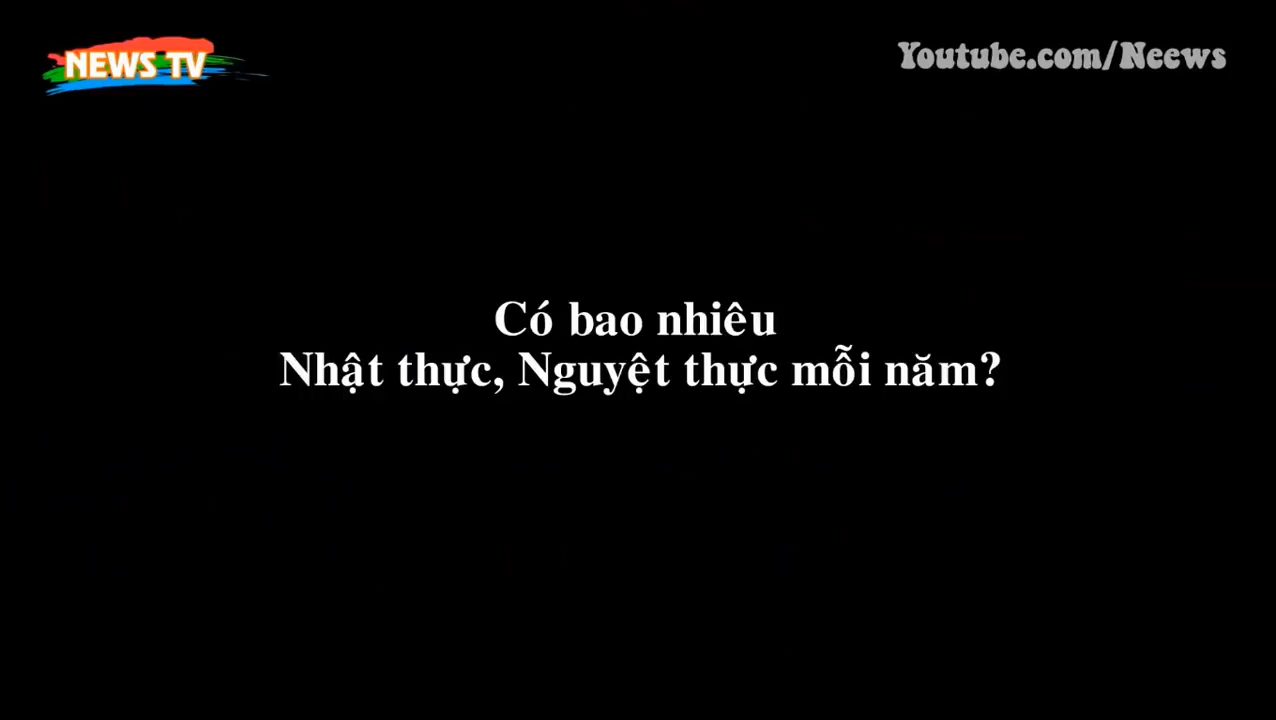 NEWS TV
Youtube.com/Neews
Có bao nhiêu
Nhật thực, Nguyệt thực mỗi năm?